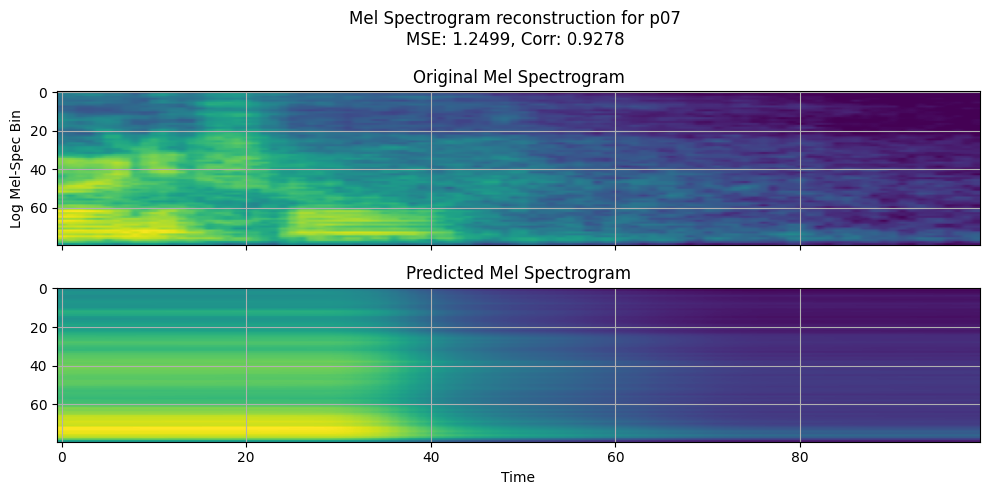 Mel Spectrogram reconstruction for p07
MSE: 1.2499, Corr: 0.9278
Original Mel Spectrogram
0
20
40
60
Log Mel-Spec Bin
Predicted Mel Spectrogram
0
20
40
60
0 20 40 60 80
Time